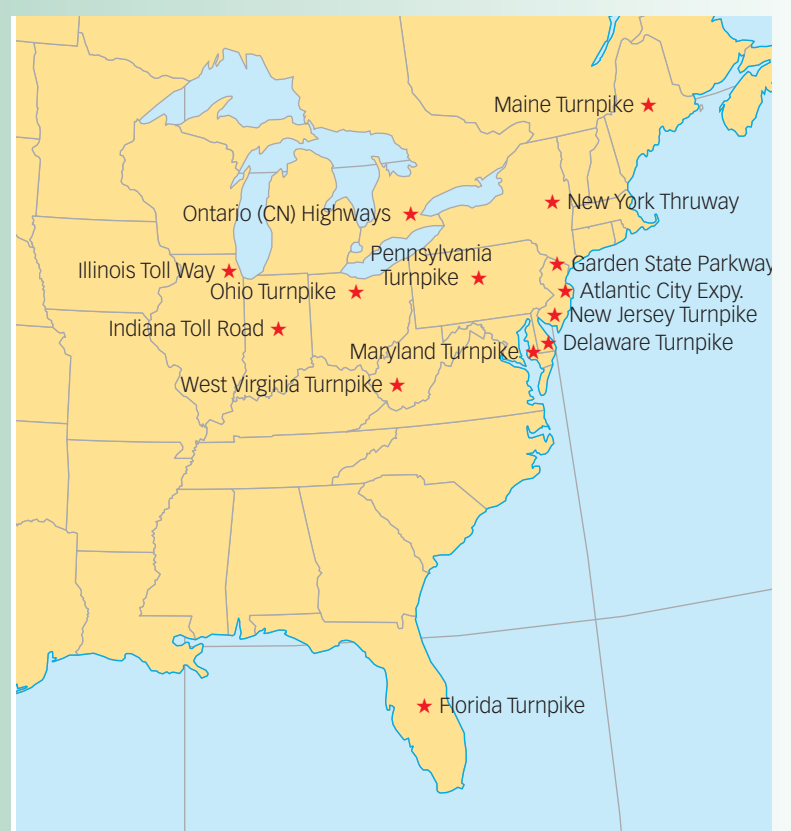 Maine Turnpike
New York Thruway
Ontario (CN) Highways
Pennsylvania
Turnpike
Garden State Parkway
Illinois Toll Way
Ohio Turnpike
Atlantic City Expy.
New Jersey Turnpike
Indiana Toll Road
Delaware Turnpike
Maryland Turnpike
West Virginia Turnpike
Florida Turnpike